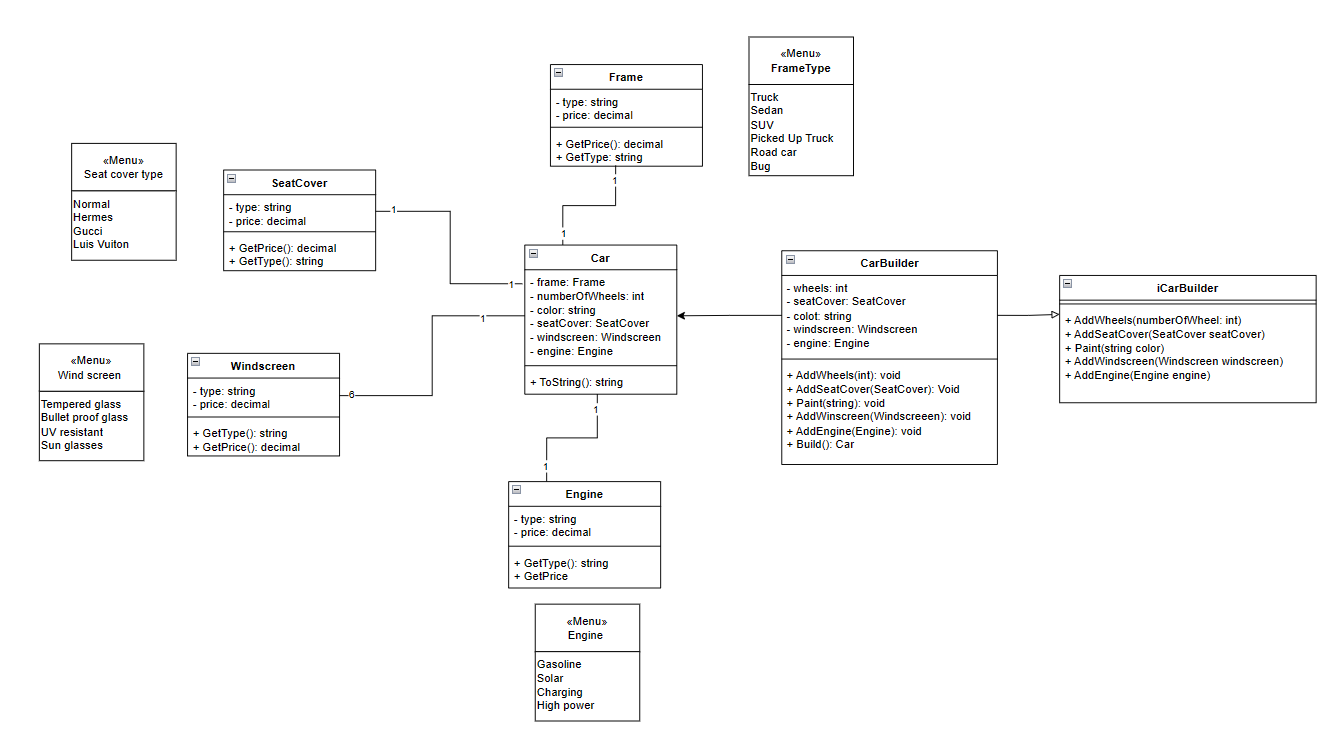 «Menu»
FrameType
Truck
Sedan
SUV
Picked Up Truck
Road car
Bug
Frame
- type: string
- price: decimal
+ GetPrice(): decimal
+ GetType: string
1
1
«Menu»
Seat cover type
Normal
Hermes
Gucci
Luis Vuiton
SeatCover
- type: string
- price: decimal
+ GetPrice(): decimal
+ GetType(): string
1
1
Car
- frame: Frame
- numberOfWheels: int
- color: string
- seatCover: SeatCover
- windscreen: Windscreen
- engine: Engine
+ ToString(): string
CarBuilder
- wheels: int
- seatCover: SeatCover
- colot: string
- windscreen: Windscreen
- engine: Engine
+ AddWheels(int): void
+ AddSeatCover(SeatCover): Void
+ Paint(string): void
+ AddWinscreen(Windscreeen): void
+ AddEngine(Engine): void
+ Build(): Car
iCarBuilder
+ AddWheels(numberOfWheel: int)
+ AddSeatCover(SeatCover seatCover)
+ Paint(string color)
+ AddWindscreen(Windscreen windscreen)
+ AddEngine(Engine engine)
1
6
«Menu»
Wind screen
Tempered glass
Bullet proof glass
UV resistant
Sun glasses
Windscreen
- type: string
- price: decimal
+ GetType(): string
+ GetPrice(): decimal
1
1
Engine
- type: string
- price: decimal
+ GetType(): string
+ GetPrice
«Menu»
Engine
Gasoline
Solar
Charging
High power